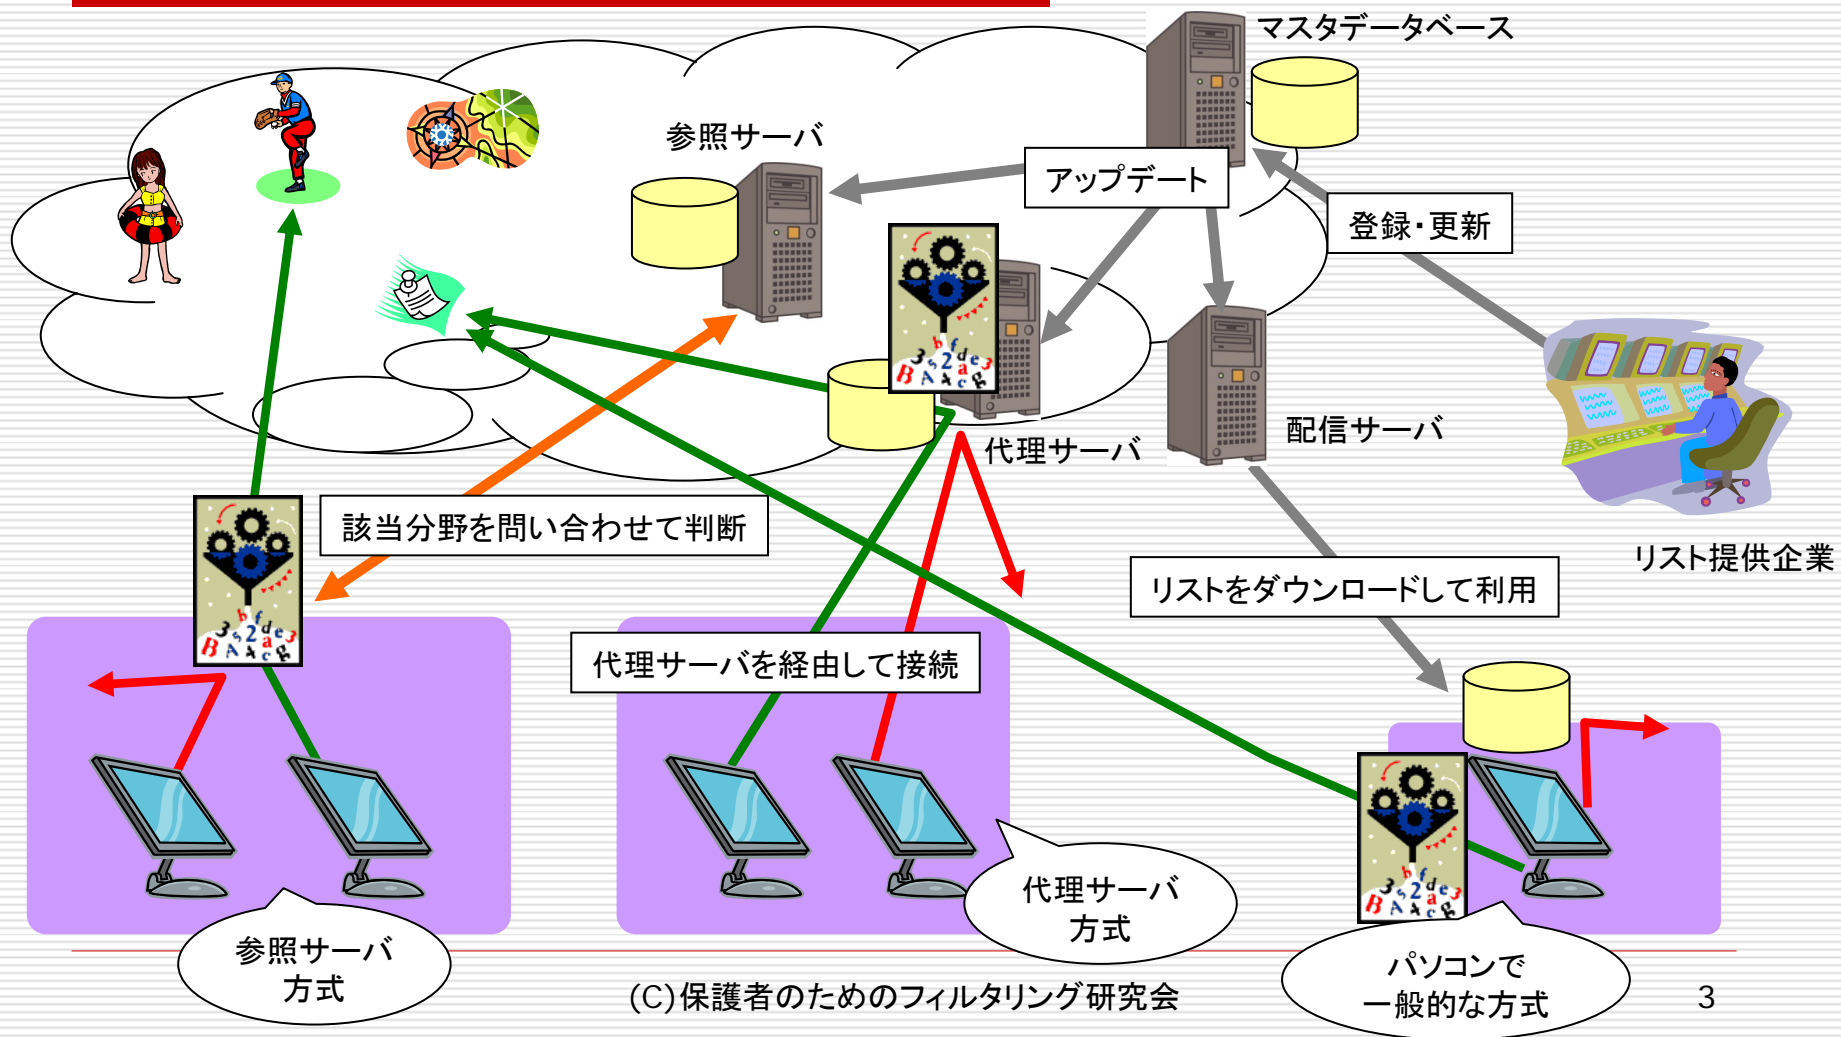 マスタデータベース
参照サーバ
アップデート
登録・更新
代理サーバ
配信サーバ
該当分野を問い合わせて判断
リスト提供企業
リストをダウンロードして利用
代理サーバを経由して接続
代理サーバ
方式
参照サーバ
方式
パソコンで
一般的な方式
(C)保護者のためのフィルタリング研究会
3